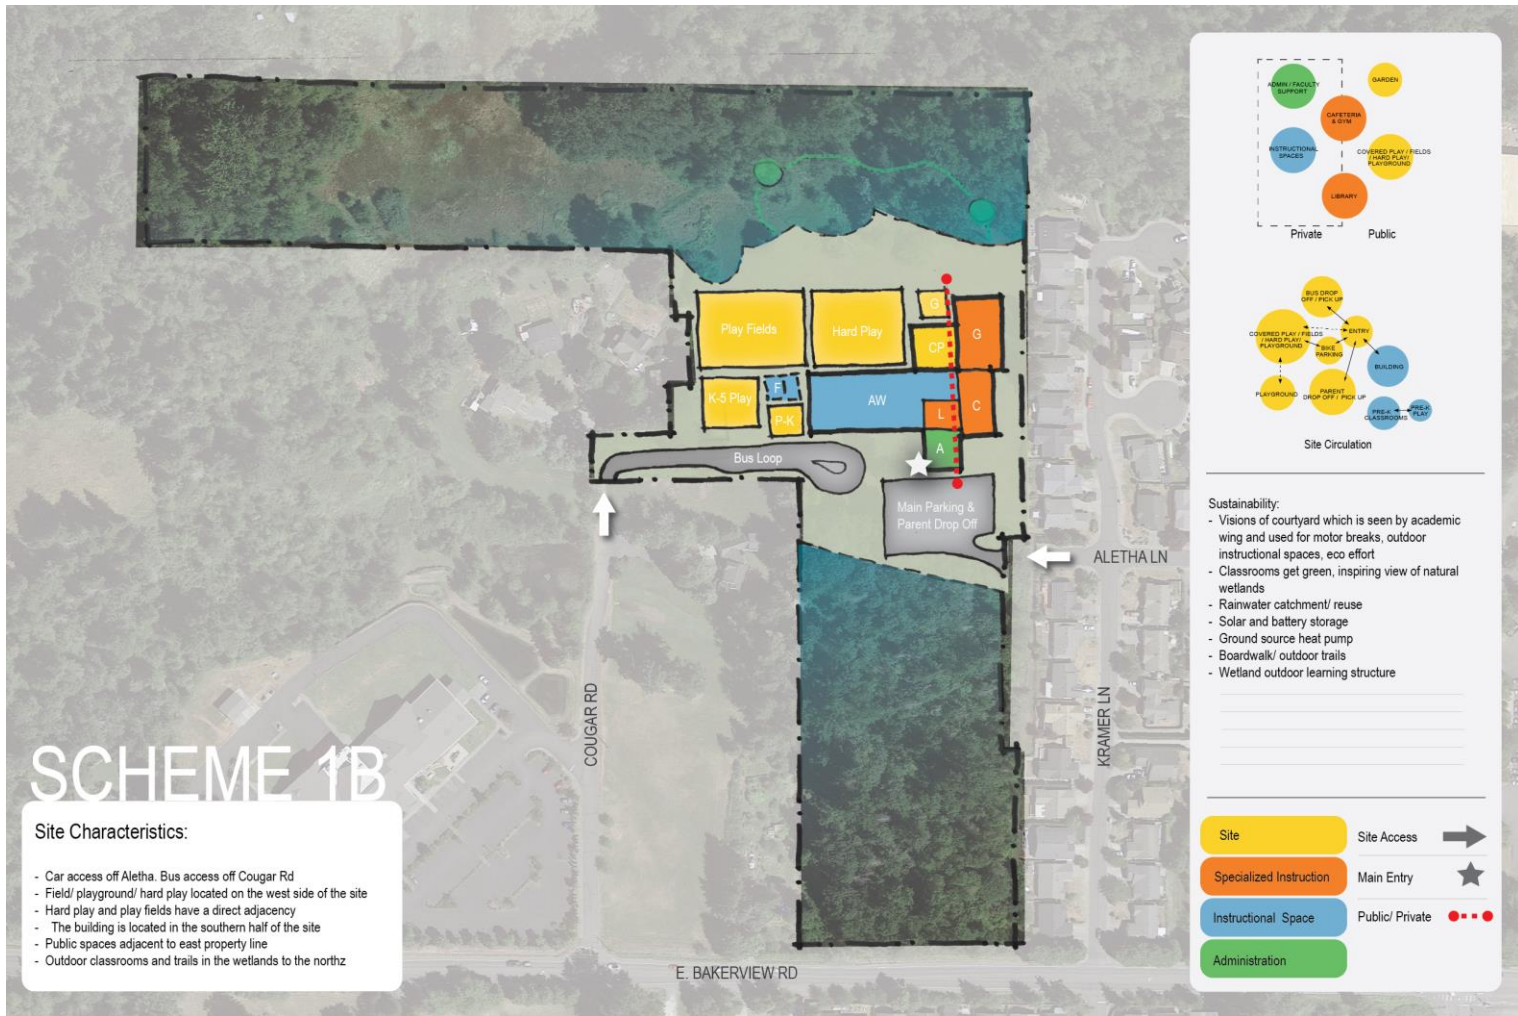 ADMIN / FACULTY
SUPPORT
GARDEN
CAFETERIA
& GYM
INSTRUCTIONAL
SPACES
COVERED PLAY / FIELDS
/ HARD PLAY/
PLAYGROUND
LIBRARY
Private
Public
BUS DROP
OFF / PICK UP
ENTRY
COVERED PLAY / FIELDS
/ HARD PLAY/
PLAYGROUND
BIKE
PARKING
BUILDING
PLAYGROUND
PARENT
DROP OFF / PICK UP
PRE-K
CLASSROOMS
PRE-K
PLAY
Site Circulation
Play Fields
Hard Play
G
CP
G
K-5 Play
F
P-K
AW
L
C
A
Bus Loop
Main Parking &
Parent Drop Off
ALETHA LN
COUGAR RD
KRAMER LN
E. BAKERVIEW RD
Sustainability:
- Visions of courtyard which is seen by academic
wing and used for motor breaks, outdoor
instructional spaces, eco effort
- Classrooms get green, inspiring view of natural
wetlands
- Rainwater catchment/ reuse
- Solar and battery storage
- Ground source heat pump
- Boardwalk/ outdoor trails
- Wetland outdoor learning structure
SCHEME 1B
Site Characteristics:
- Car access off Aletha. Bus access off Cougar Rd
- Field/ playground/ hard play located on the west side of the site
- Hard play and play fields have a direct adjacency
- The building is located in the southern half of the site
- Public spaces adjacent to east property line
- Outdoor classrooms and trails in the wetlands to the northz
Site
Site Access
Specialized Instruction
Main Entry
Instructional Space
Public/ Private
Administration